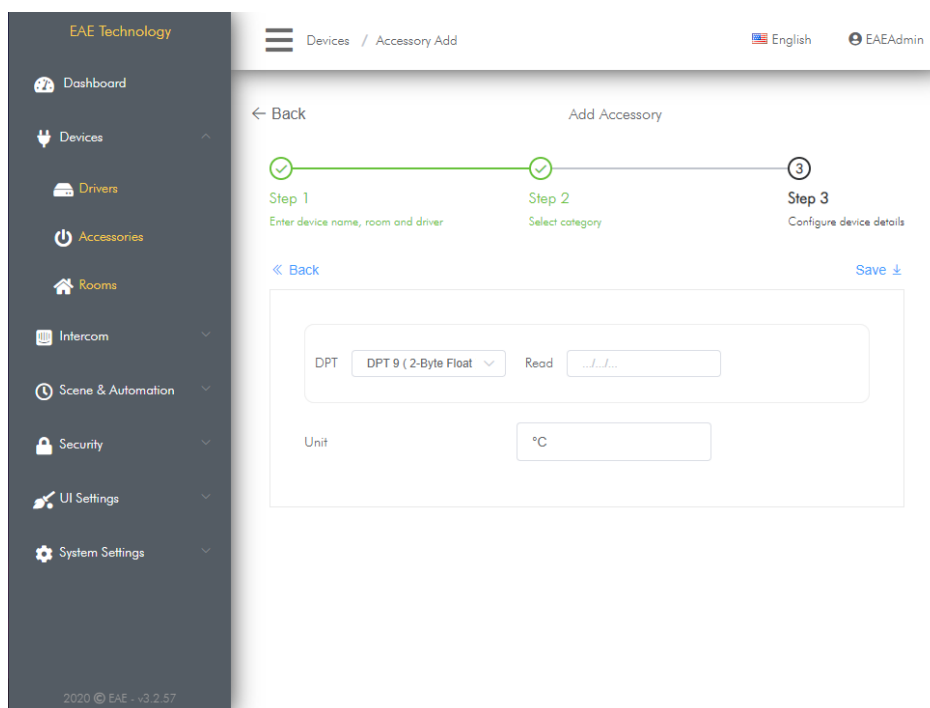 EAE Technology
Devices / Accessory Add
English
EAEAdmin
Dashboard
Devices
Drivers
Accessories
Rooms
Intercom
Scene & Automation
Security
UI Settings
System Settings
2020 © EAE - v3.2.57
← Back
Add Accessory
3
Step 1
Step 2
Step 3
Enter device name, room and driver
Select category
Configure device details
« Back
Save
DPT
DPT 9 ( 2-Byte Float
Read
.../.../...
Unit
°C